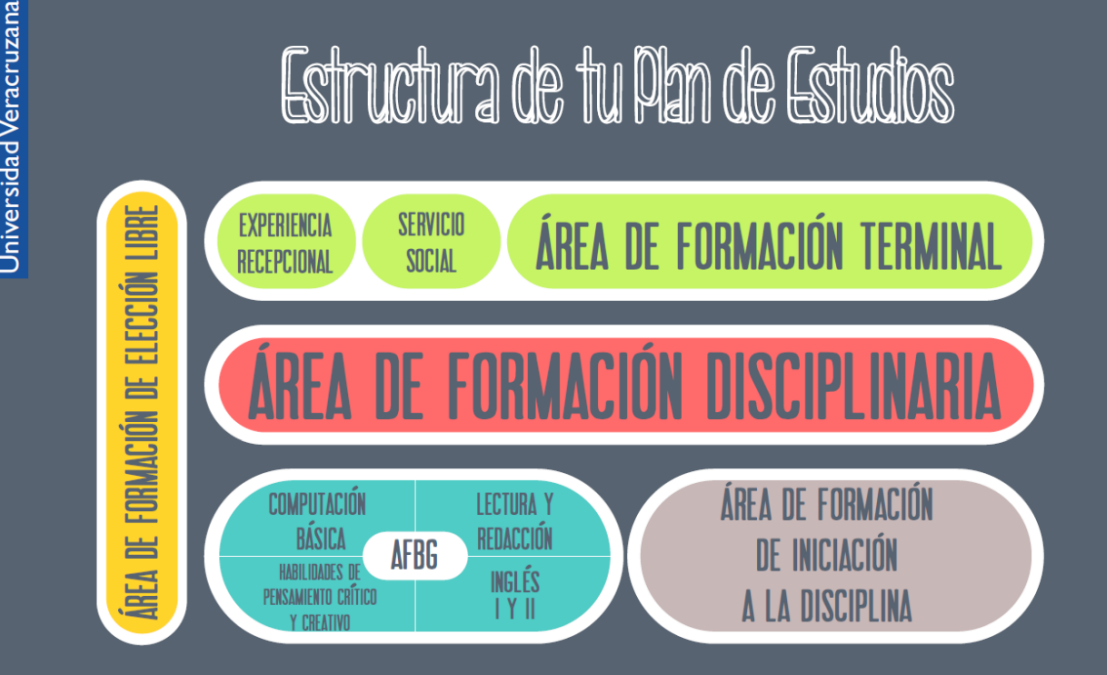 Universidad Veracruzana
Estructura de tu Plan de Estudios
ÁREA DE FORMACIÓN DE ELECCIÓN LIBRE
EXPERIENCIA
RECEPCIONAL
SERVICIO
SOCIAL
ÁREA DE FORMACIÓN TERMINAL
ÁREA DE FORMACIÓN DISCIPLINARIA
COMPUTACIÓN
BÁSICA
LECTURA Y
REDACCIÓN
AFBG
HABILIDADES DE
PENSAMIENTO CRÍTICO
Y CREATIVO
INGLÉS
I Y II
ÁREA DE FORMACIÓN
DE INICIACIÓN
A LA DISCIPLINA